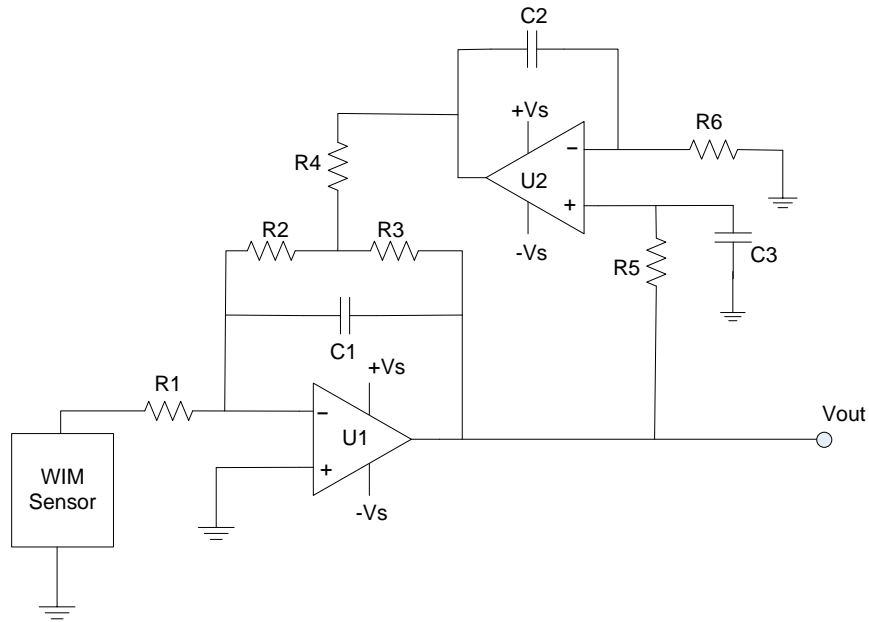 C2
+Vs
R6
R4
−
U2
+
R2
R3
-Vs
R5
C3
C1
R1
+Vs
Vout
−
U1
+
WIM
Sensor
-Vs